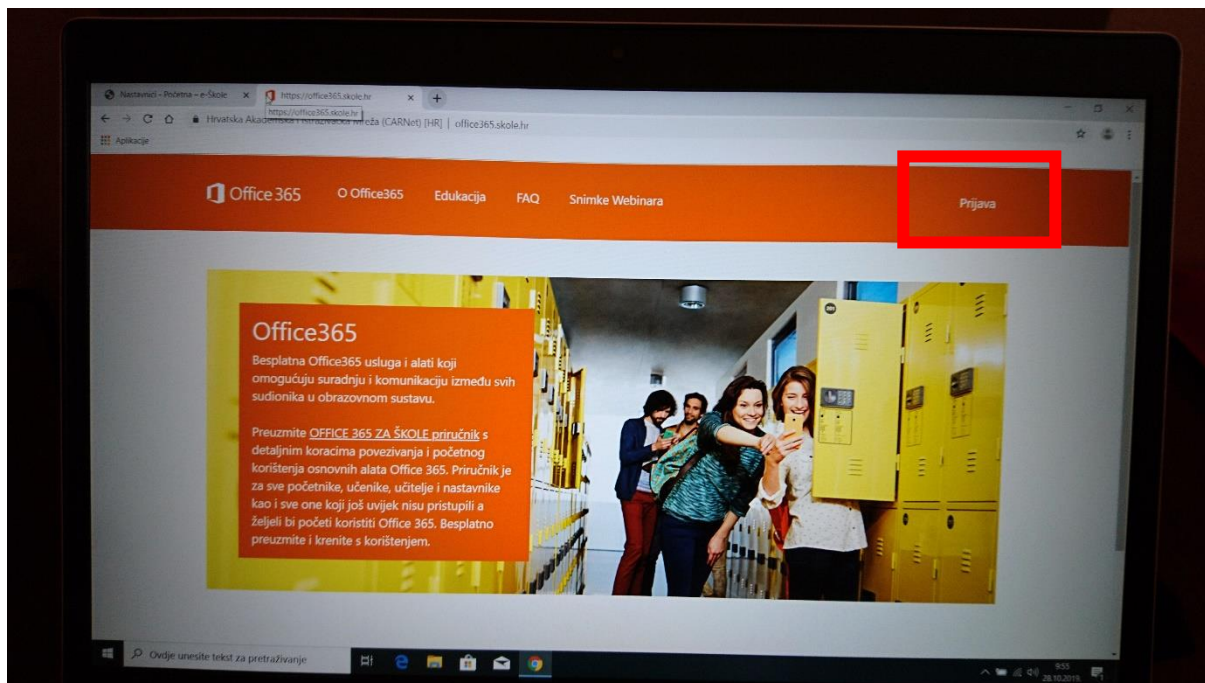 Nastavnici - Početna - e-Škole
https://office365.skole.hr
https://office365.skole.hr
Hrvatska Akademska i Istraživačka Mreža (CARNet) [HR] | office365.skole.hr
Aplikacije
Office 365
O Office365
Edukacija
FAQ
Snimke Webinara
Prijava
Office365
Besplatna Office365 usluga i alati koji
omogućuju suradnju i komunikaciju između svih
sudionika u obrazovnom sustavu.
Preuzmite OFFICE 365 ZA ŠKOLE priručnik s
detaljnim koracima povezivanja i početnog
korištenja osnovnih alata Office 365. Priručnik je
za sve početnike, učenike, učitelje i nastavnike
kao i sve one koji još uvijek nisu pristupili a
željeli bi početi koristiti Office 365. Besplatno
preuzmite i krenite s korištenjem.
Ovdje unesite tekst za pretraživanje
9:55
28.10.2019.